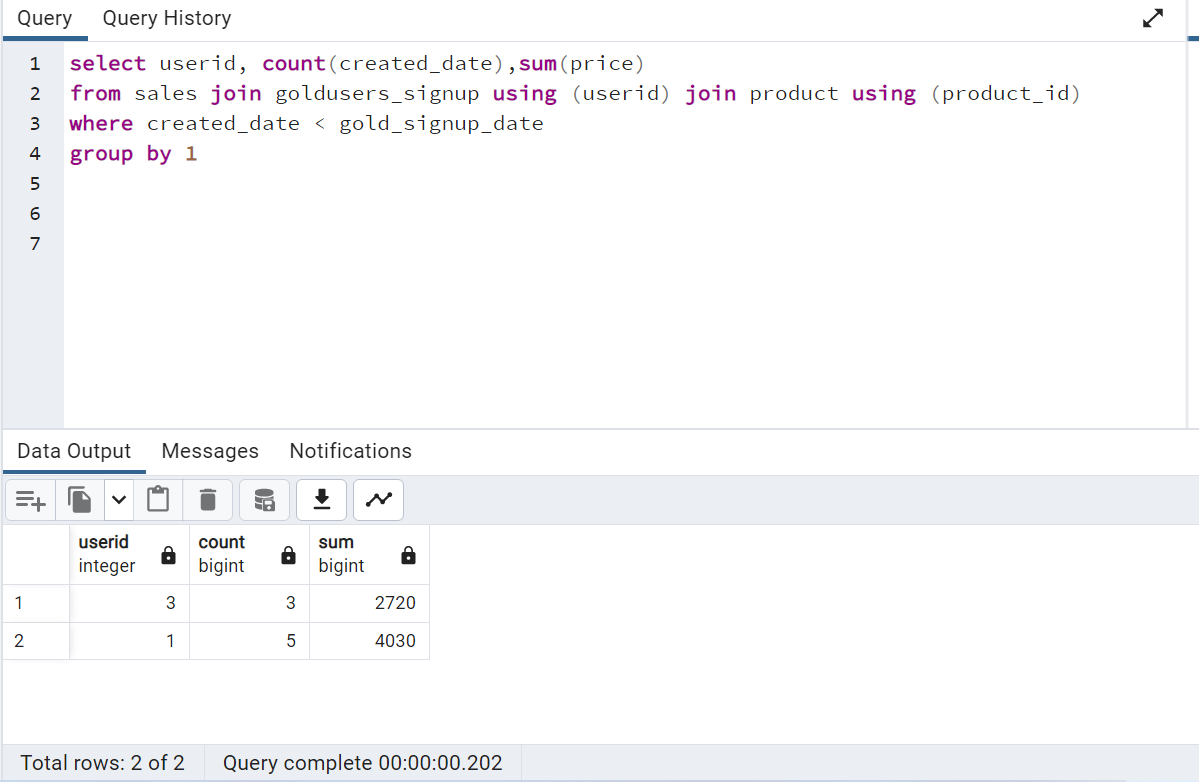 Query Query History
1 select userid, count(created_date),sum(price)
2 from sales join goldusers_signup using (userid) join product using (product_id)
3 where created_date < gold_signup_date
4 group by 1
5
6
7
Data Output Messages Notifications
userid count sum
integer bigint bigint
1 3 3 2720
2 1 5 4030
Total rows: 2 of 2 Query complete 00:00:00.202